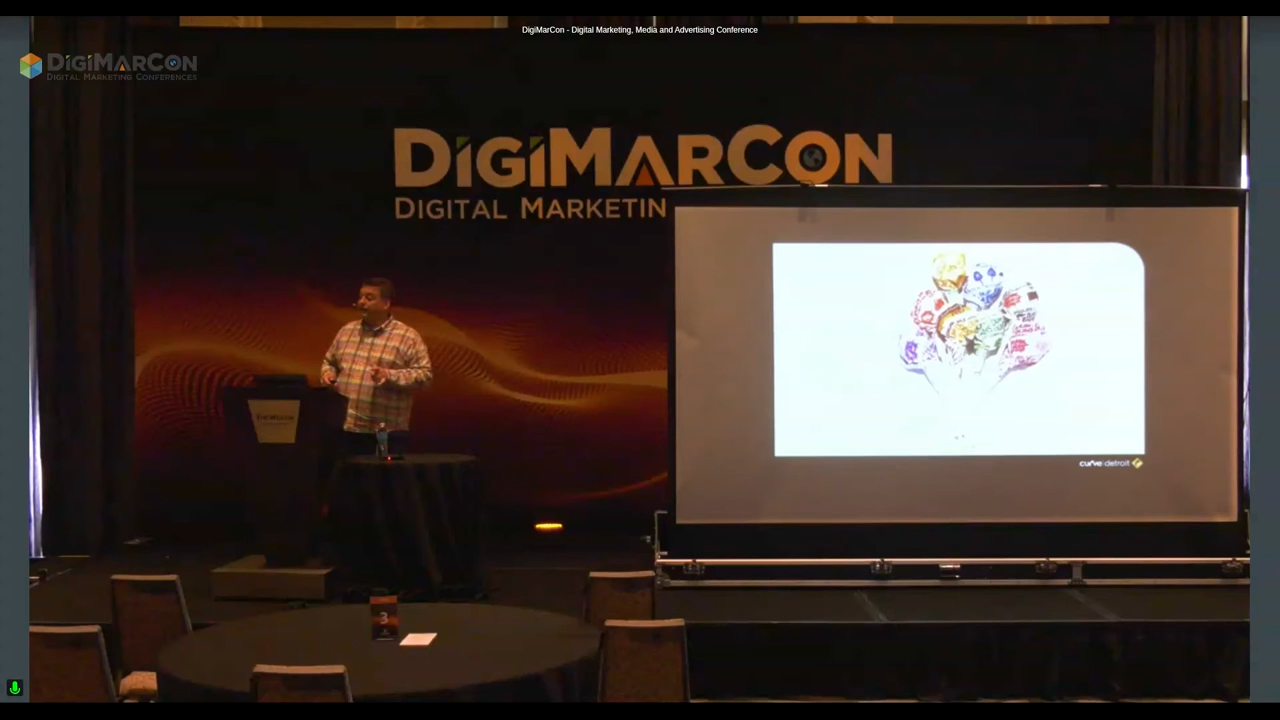 DigiMarCon - Digital Marketing, Media and Advertising Conference
DIGIMARCON
DIGITAL MARKETING CONFERENCES
DIGIMARCON
DIGITAL MARKETIN
curve detroit
3